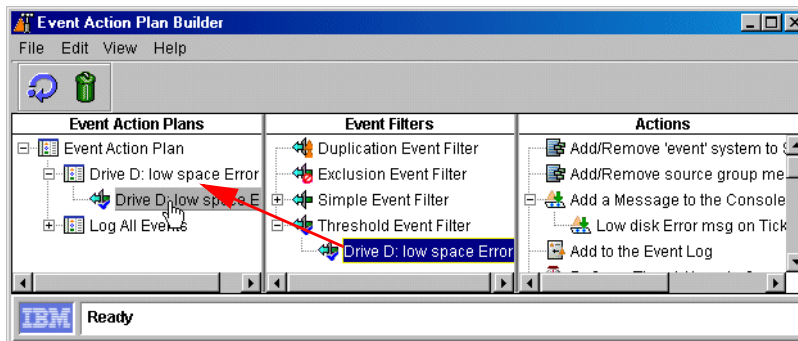 Event Action Plan Builder
File Edit View Help
Event Action Plans
Event Action Plan
Drive D: low space Error
Drive D: low space E
Log All Events
Event Filters
Duplication Event Filter
Exclusion Event Filter
Simple Event Filter
Threshold Event Filter
Drive D: low space Error
Actions
Add/Remove 'event' system to
Add/Remove source group me
Add a Message to the Console
Low disk Error msg on Tick
Add to the Event Log
IBM
Ready